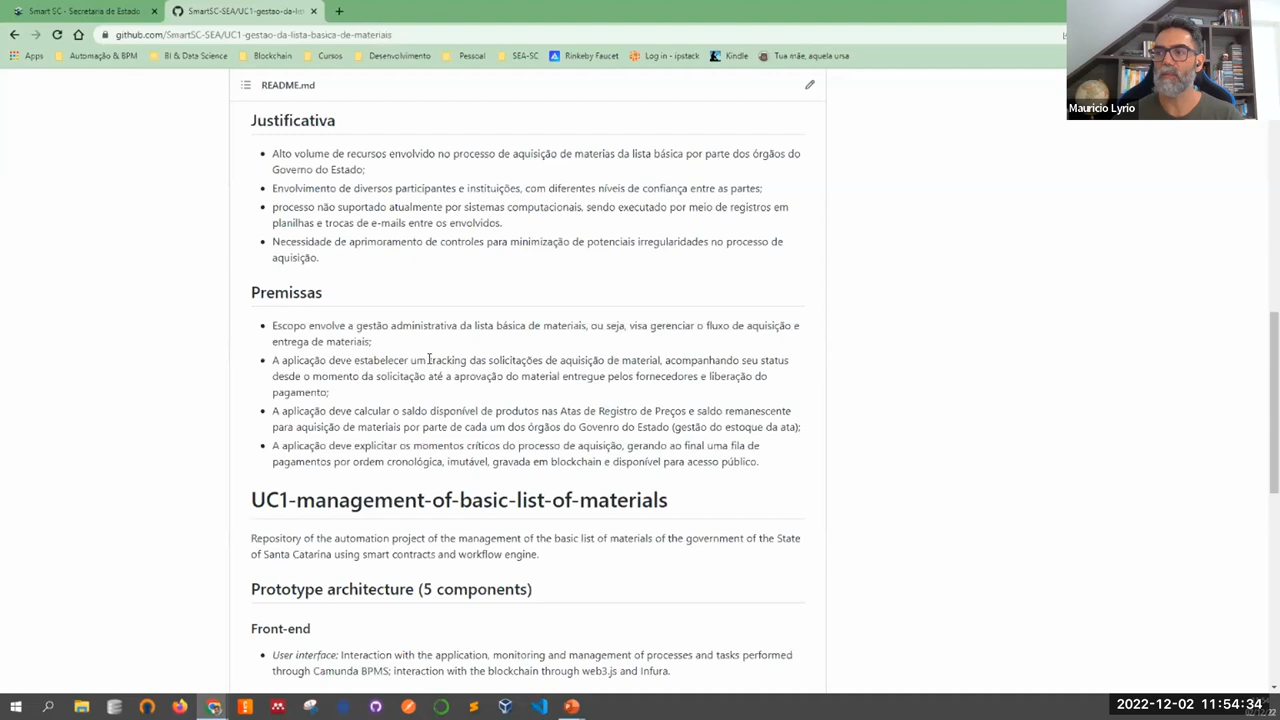 Smart SC - Secretaria de Estado
SmartSC-SEA/UC1-gestao-da-lis
github.com/SmartSC-SEA/UC1-gestao-da-lista-basica-de-materiais
Apps
Automação & BPM
BI & Data Science
Blockchain
Cursos
Desenvolvimento
Pessoal
SEA-SC
Rinkeby Faucet
Log in - ipstack
Kindle
Tua mãe, aquela ursa
Mauricio Lyrio
README.md
Justificativa
Alto volume de recursos envolvido no processo de aquisição de materias da lista básica por parte dos órgãos do
Governo do Estado;
Envolvimento de diversos participantes e instituições, com diferentes níveis de confiança entre as partes;
processo não suportado atualmente por sistemas computacionais, sendo executado por meio de registros em
planilhas e trocas de e-mails entre os envolvidos.
Necessidade de aprimoramento de controles para minimização de potenciais irregularidades no processo de
aquisição.
Premissas
Escopo envolve a gestão administrativa da lista básica de materiais, ou seja, visa gerenciar o fluxo de aquisição e
entrega de materiais;
A aplicação deve estabelecer um tracking das solicitações de aquisição de material, acompanhando seu status
desde o momento da solicitação até a aprovação do material entregue pelos fornecedores e liberação do
pagamento;
A aplicação deve calcular o saldo disponível de produtos nas Atas de Registro de Preços e saldo remanescente
para aquisição de materiais por parte de cada um dos órgãos do Govenro do Estado (gestão do estoque da ata);
A aplicação deve explicitar os momentos críticos do processo de aquisição, gerando ao final uma fila de
pagamentos por ordem cronológica, imutável, gravada em blockchain e disponível para acesso público.
UC1-management-of-basic-list-of-materials
Repository of the automation project of the management of the basic list of materials of the government of the State
of Santa Catarina using smart contracts and workflow engine.
Prototype architecture (5 components)
Front-end
User interface: Interaction with the application, monitoring and management of processes and tasks performed
through Camunda BPMS; interaction with the blockchain through web3.js and Infura.
2022-12-02 11:54:34